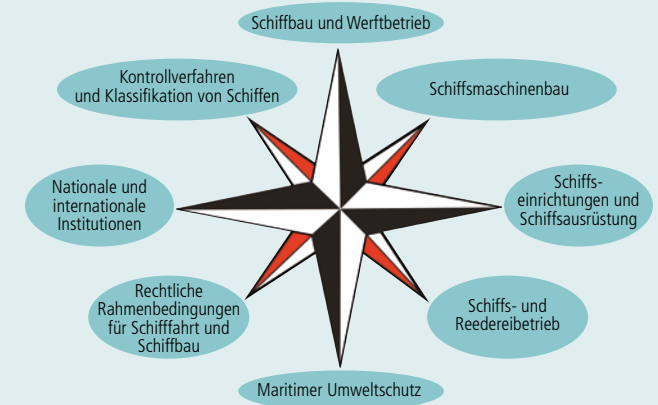 Schiffbau und Werftbetrieb
Kontrollverfahren
und Klassifikation von Schiffen
Schiffsmaschinenbau
Nationale und
internationale
Institutionen
Schiffs-
einrichtungen und
Schiffsausrüstung
Rechtliche
Rahmenbedingungen
für Schifffahrt und
Schiffbau
Schiffs- und
Reedereibetrieb
Maritimer Umweltschutz